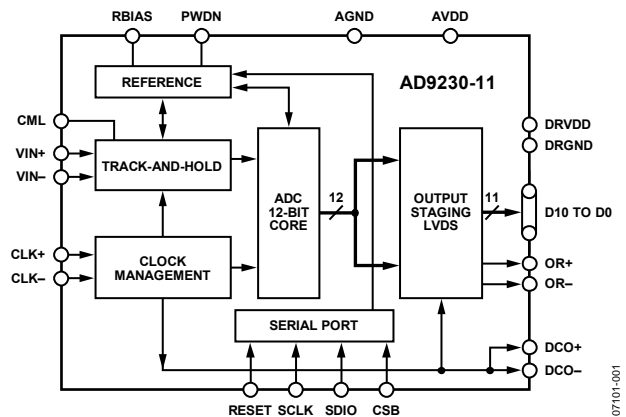 RBIAS PWDN AGND AVDD
REFERENCE
AD9230-11
CML
VIN+
VIN–
TRACK-AND-HOLD
ADC
12-BIT
CORE
12
OUTPUT
STAGING
LVDS
11
DRVDD
DRGND
D10 TO D0
CLK+
CLK–
CLOCK
MANAGEMENT
OR+
OR–
SERIAL PORT
DCO+
DCO–
RESET SCLK SDIO CSB
07101-001